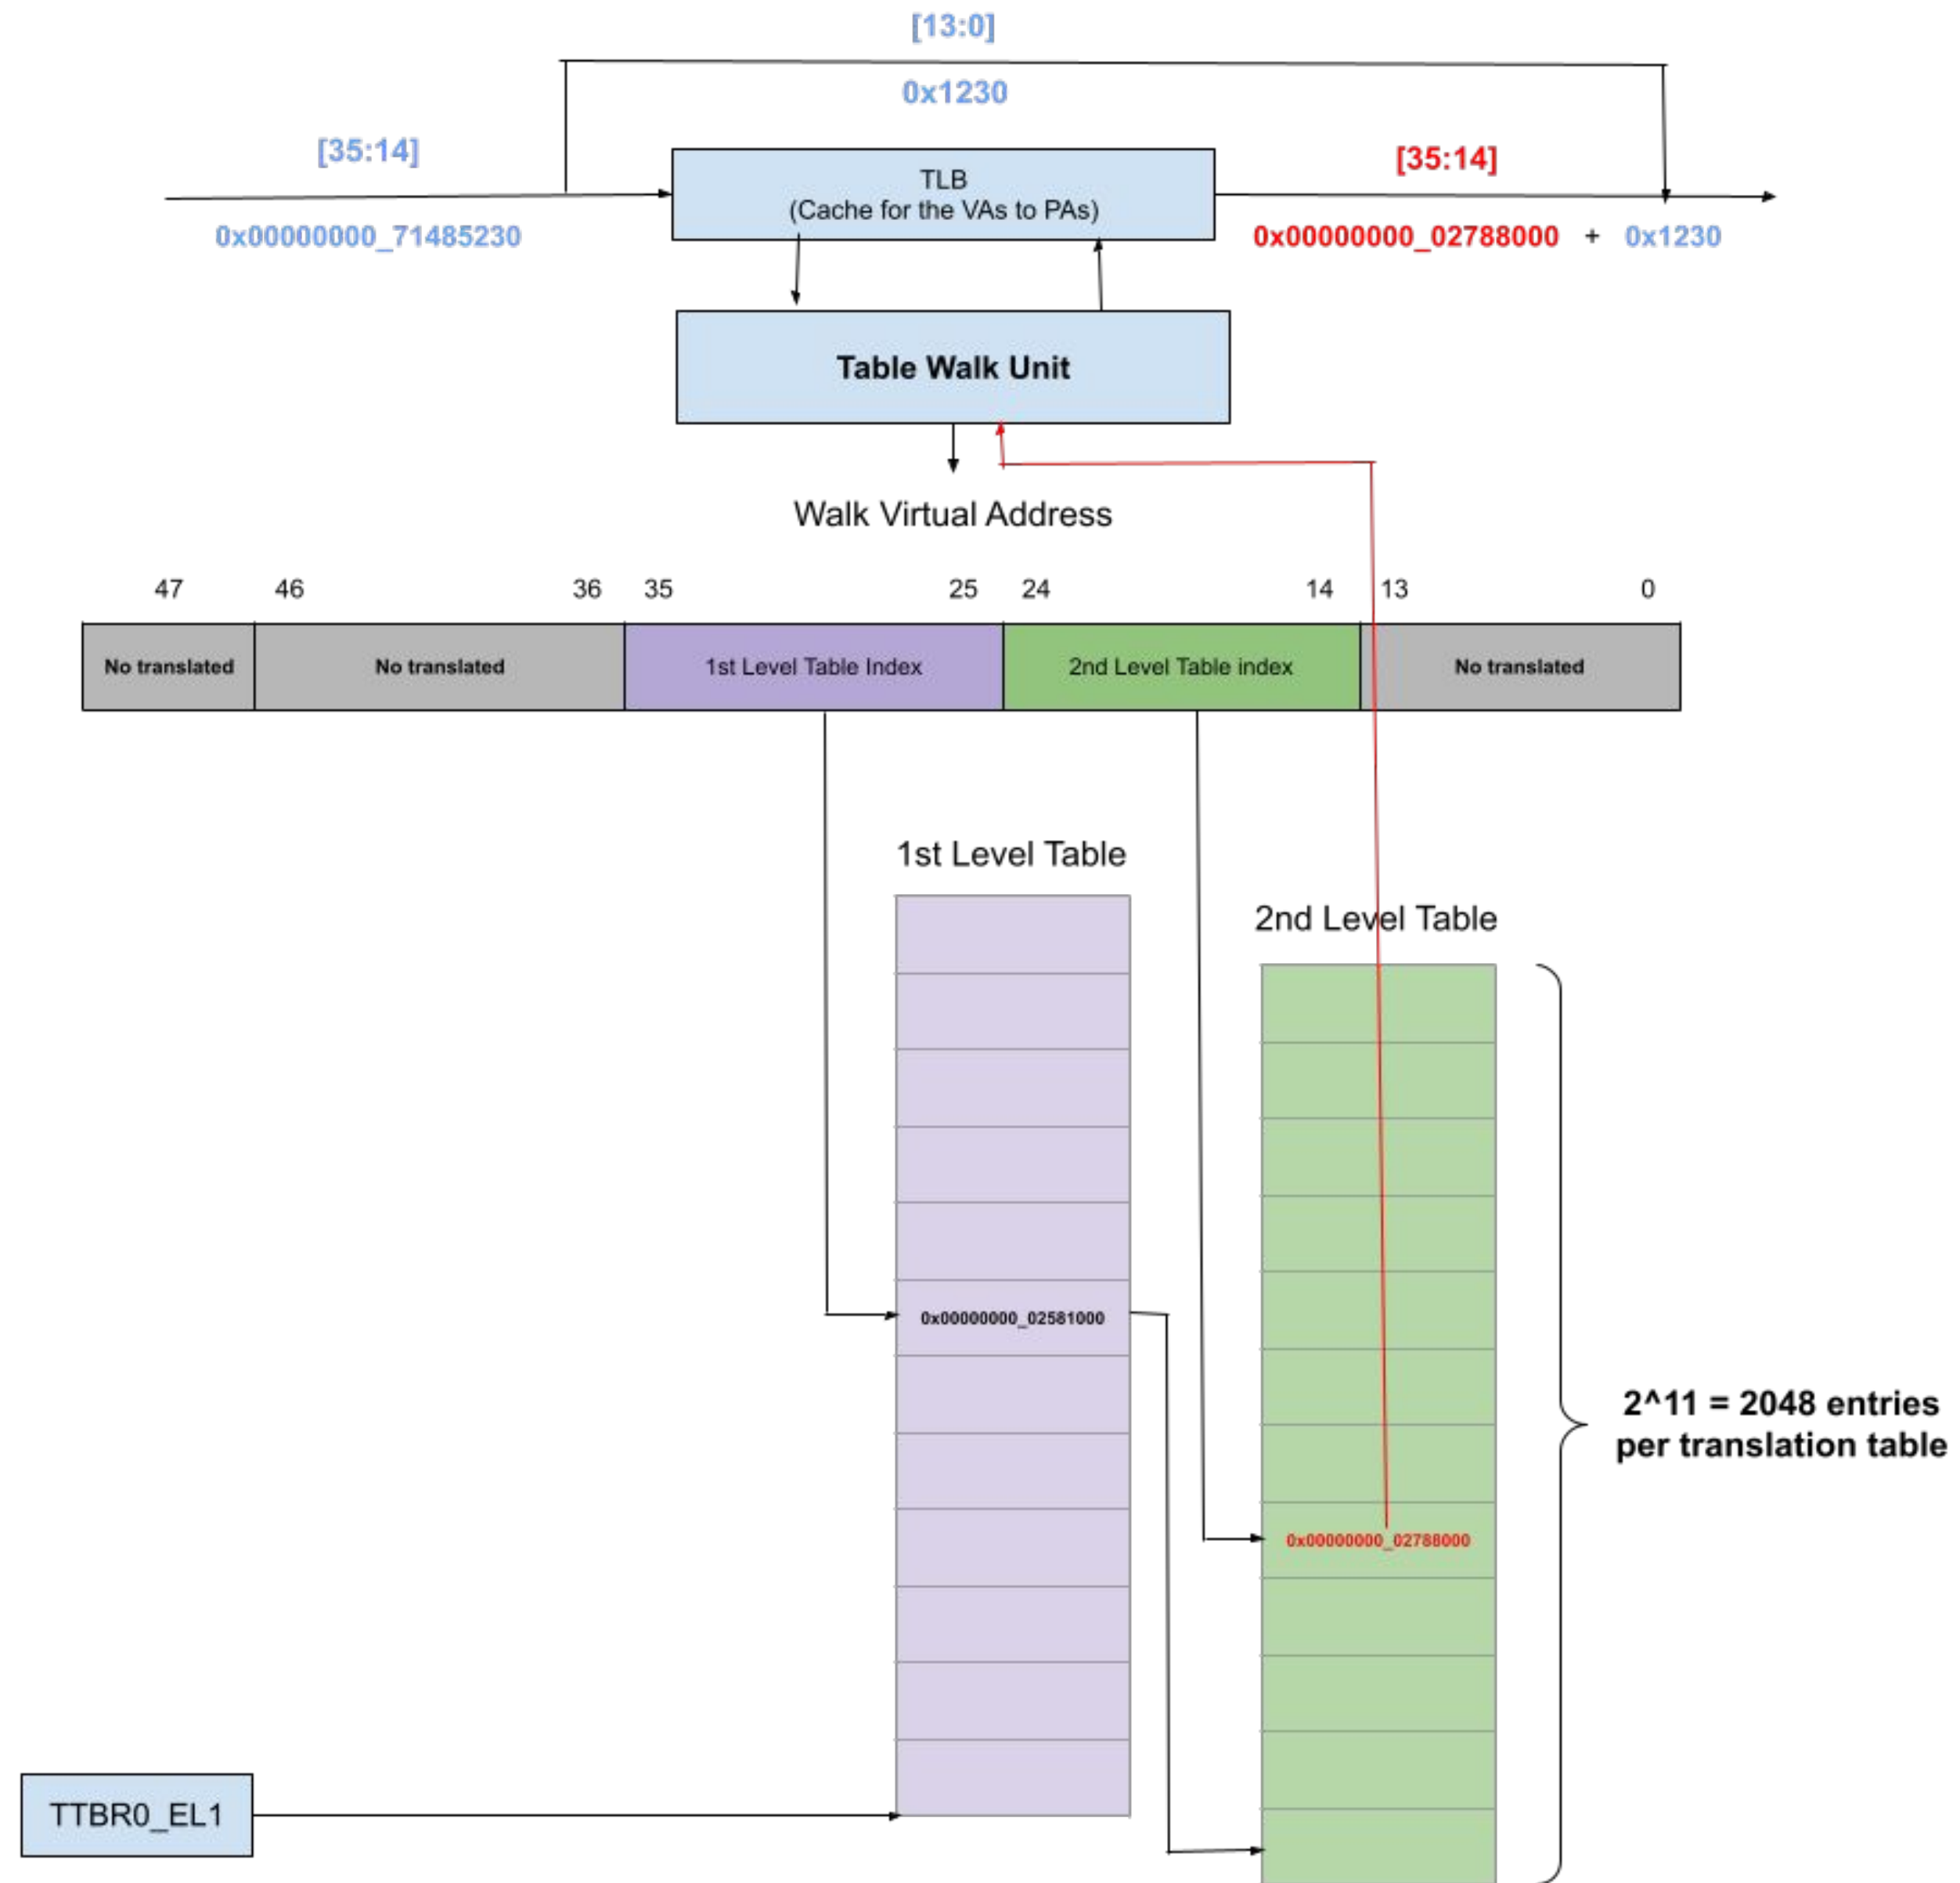 [13:0]
0x1230
[35:14]
0x00000000_71485230
TLB
(Cache for the VAs to PAs)
[35:14]
0x00000000_02788000 + 0x1230
Table Walk Unit
Walk Virtual Address
47 46 36 35 25 24 14 13 0
No translated No translated 1st Level Table Index 2nd Level Table index No translated
1st Level Table
2nd Level Table
0x00000000_02581000
2^11 = 2048 entries
per translation table
0x00000000_02788000
TTBR0_EL1